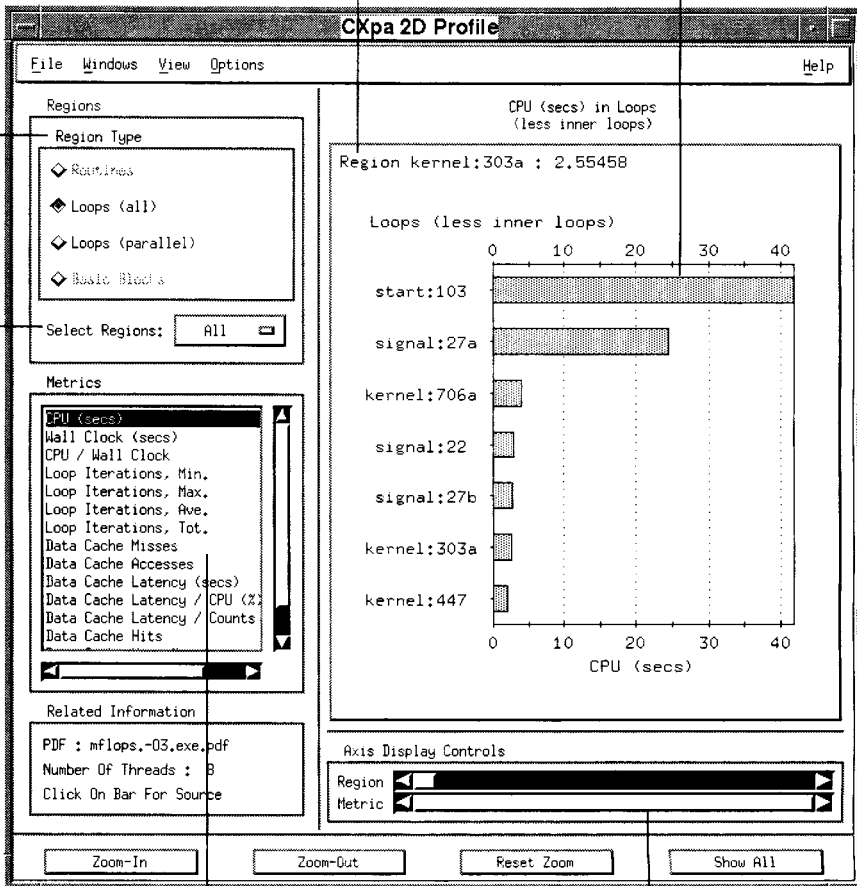 CXpa 2D Profile
File Windows View Options Help
Regions
Region Type
Routines
Loops (all)
Loops (parallel)
Basic Blocks
Select Regions: All
Metrics
CPU (secs)
Wall Clock (secs)
CPU / Wall Clock
Loop Iterations, Min.
Loop Iterations, Max.
Loop Iterations, Ave.
Loop Iterations, Tot.
Data Cache Misses
Data Cache Accesses
Data Cache Latency (secs)
Data Cache Latency / CPU (%)
Data Cache Latency / Counts
Data Cache Hits
Related Information
PDF : mflops.-O3.exe.pdf
Number Of Threads : 8
Click On Bar For Source
CPU (secs) in Loops
(less inner loops)
Region kernel:303a : 2.55458
Loops (less inner loops)
0 10 20 30 40
start:103
signal:27a
kernel:706a
signal:22
signal:27b
kernel:303a
kernel:447
0 10 20 30 40
CPU (secs)
Axis Display Controls
Region
Metric
Zoom-In Zoom-Out Reset Zoom Show All